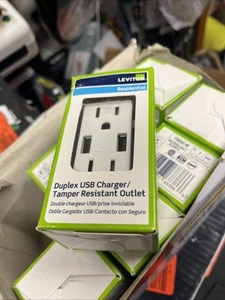 LEVITON
Residential
Duplex USB Charger/
Tamper Resistant Outlet
Double chargeur USB/prise inviolable
Doble Cargador USB/Contacto con Seguro